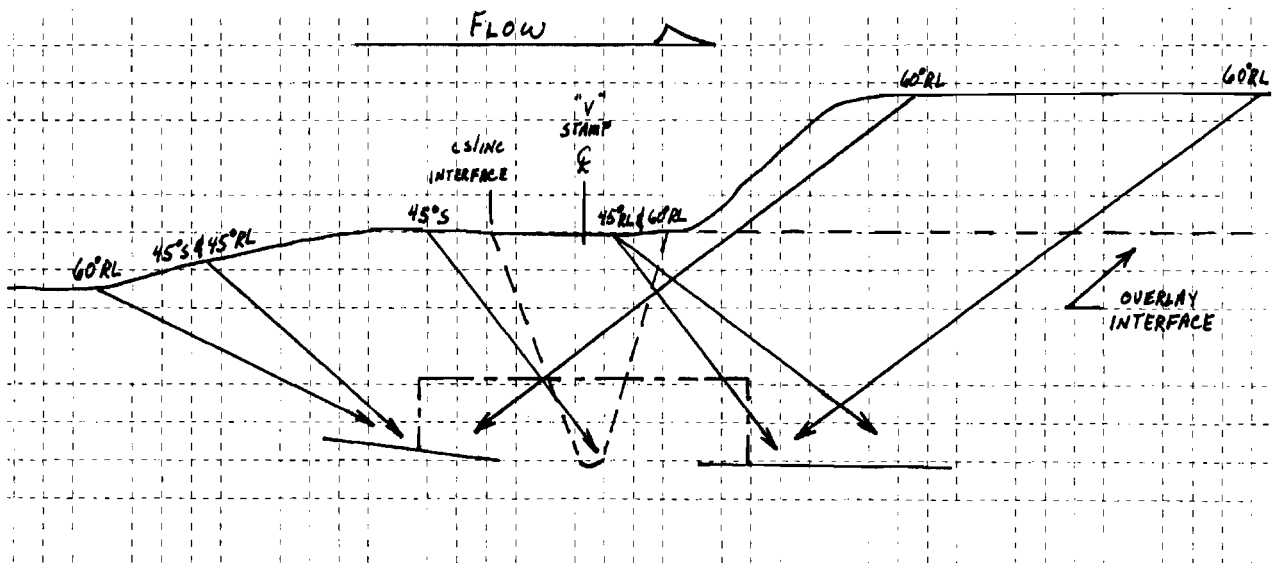 FLOW
60°RL
60°RL
"V"
STAMP
℄
CS/INC
INTERFACE
45°S
45°RL & 60°RL
45°S & 45°RL
60°RL
OVERLAY
INTERFACE